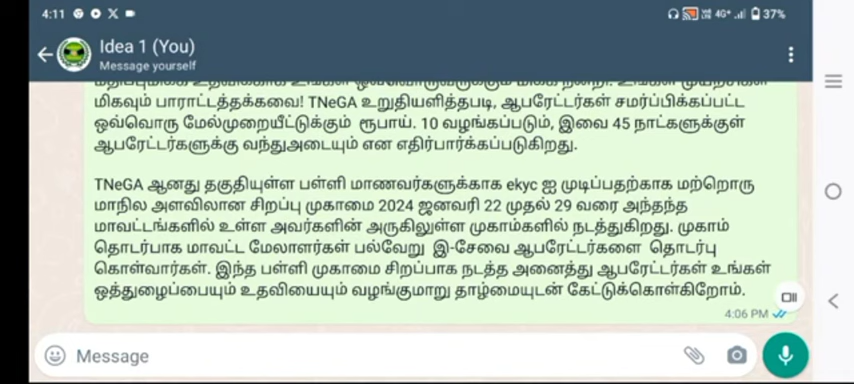 4:11
4G+
37%
Idea 1 (You)
Message yourself
மிகவும் பாராட்டத்தக்கவை! TNeGA உறுதியளித்தபடி, ஆபரேட்டர்கள் சமர்ப்பிக்கப்பட்ட
ஒவ்வொரு மேல்முறையீட்டுக்கும் ரூபாய். 10 வழங்கப்படும், இவை 45 நாட்களுக்குள்
ஆபரேட்டர்களுக்கு வந்துஅடையும் என எதிர்பார்க்கப்படுகிறது.
TNeGA ஆனது தகுதியுள்ள பள்ளி மாணவர்களுக்காக ekyc ஐ முடிப்பதற்காக மற்றொரு
மாநில அளவிலான சிறப்பு முகாமை 2024 ஜனவரி 22 முதல் 29 வரை அந்தந்த
மாவட்டங்களில் உள்ள அவர்களின் அருகிலுள்ள முகாம்களில் நடத்துகிறது. முகாம்
தொடர்பாக மாவட்ட மேலாளர்கள் பல்வேறு இ-சேவை ஆபரேட்டர்களை தொடர்பு
கொள்வார்கள். இந்த பள்ளி முகாமை சிறப்பாக நடத்த அனைத்து ஆபரேட்டர்கள் உங்கள்
ஒத்துழைப்பையும் உதவியையும் வழங்குமாறு தாழ்மையுடன் கேட்டுக்கொள்கிறோம்.
4:06 PM
Message